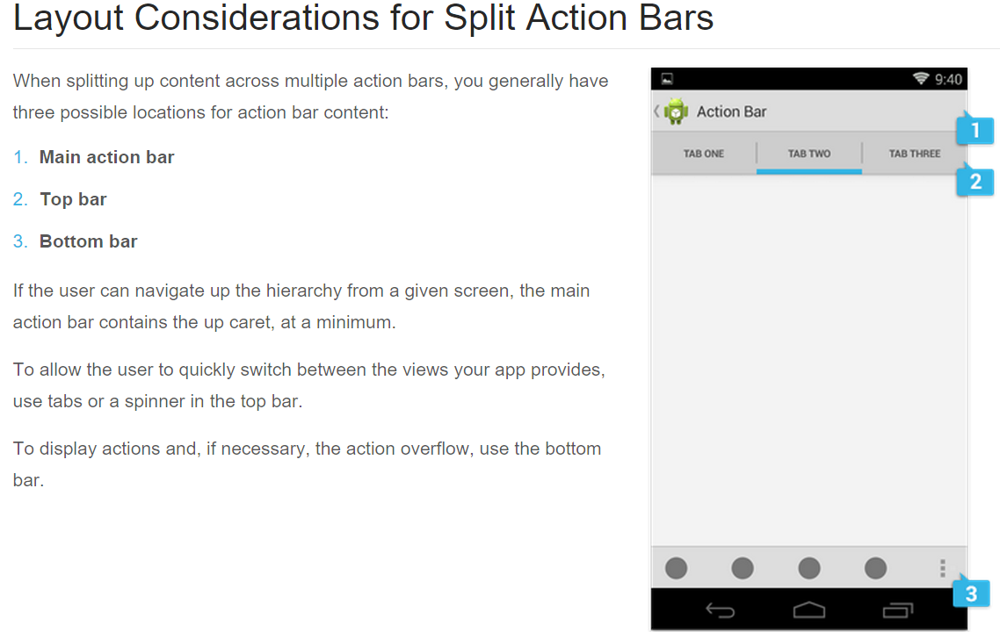 Layout Considerations for Split Action Bars
When splitting up content across multiple action bars, you generally have
three possible locations for action bar content:
1. Main action bar
2. Top bar
3. Bottom bar
If the user can navigate up the hierarchy from a given screen, the main
action bar contains the up caret, at a minimum.
To allow the user to quickly switch between the views your app provides,
use tabs or a spinner in the top bar.
To display actions and, if necessary, the action overflow, use the bottom
bar.
9:40
Action Bar
1
TAB ONE TAB TWO TAB THREE
2
3